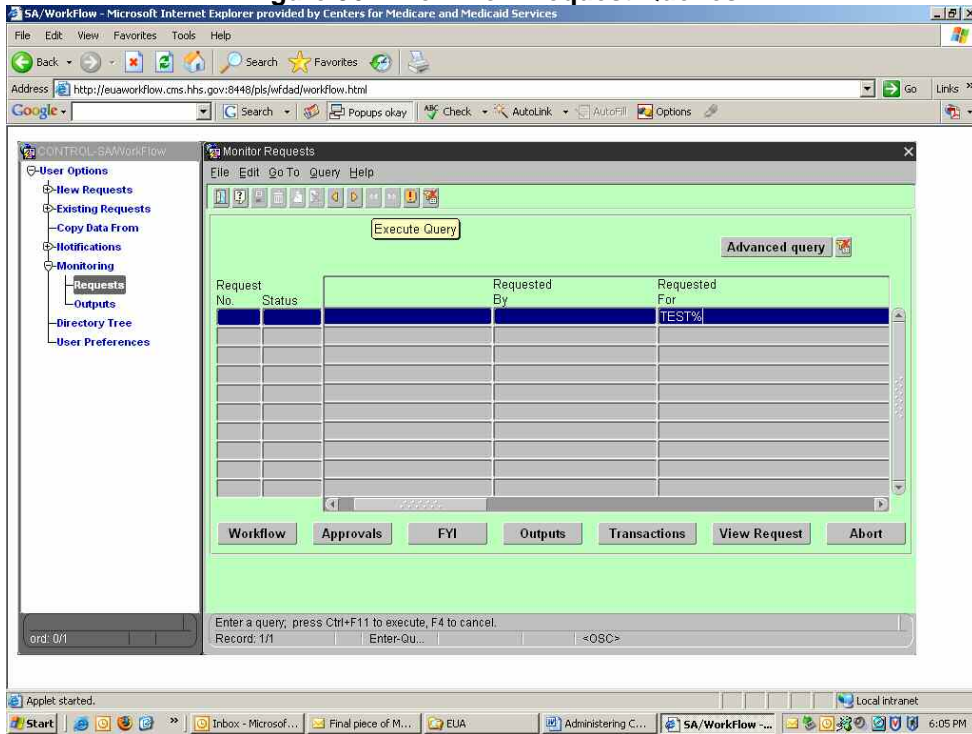 SA/WorkFlow - Microsoft Internet Explorer provided by Centers for Medicare and Medicaid Services
File Edit View Favorites Tools Help
Back Search Favorites
Address http://euaworkflow.cms.hhs.gov:8448/pls/wfdad/workflow.html Go Links »
Google Search Popups okay Check AutoLink AutoFill Options
CONTROL-SA/WorkFlow
User Options
New Requests
Existing Requests
Copy Data From
Notifications
Monitoring
Requests
Outputs
Directory Tree
User Preferences
ord: 0/1
Monitor Requests
File Edit Go To Query Help
Execute Query
Advanced query
Request No. Status Requested By Requested For
TEST%
Workflow Approvals FYI Outputs Transactions View Request Abort
Enter a query; press Ctrl+F11 to execute, F4 to cancel.
Record: 1/1 Enter-Qu... <OSC>
Applet started. Local intranet
Start » Inbox - Microsof... Final piece of M... EUA Administering C... SA/WorkFlow -... 6:05 PM